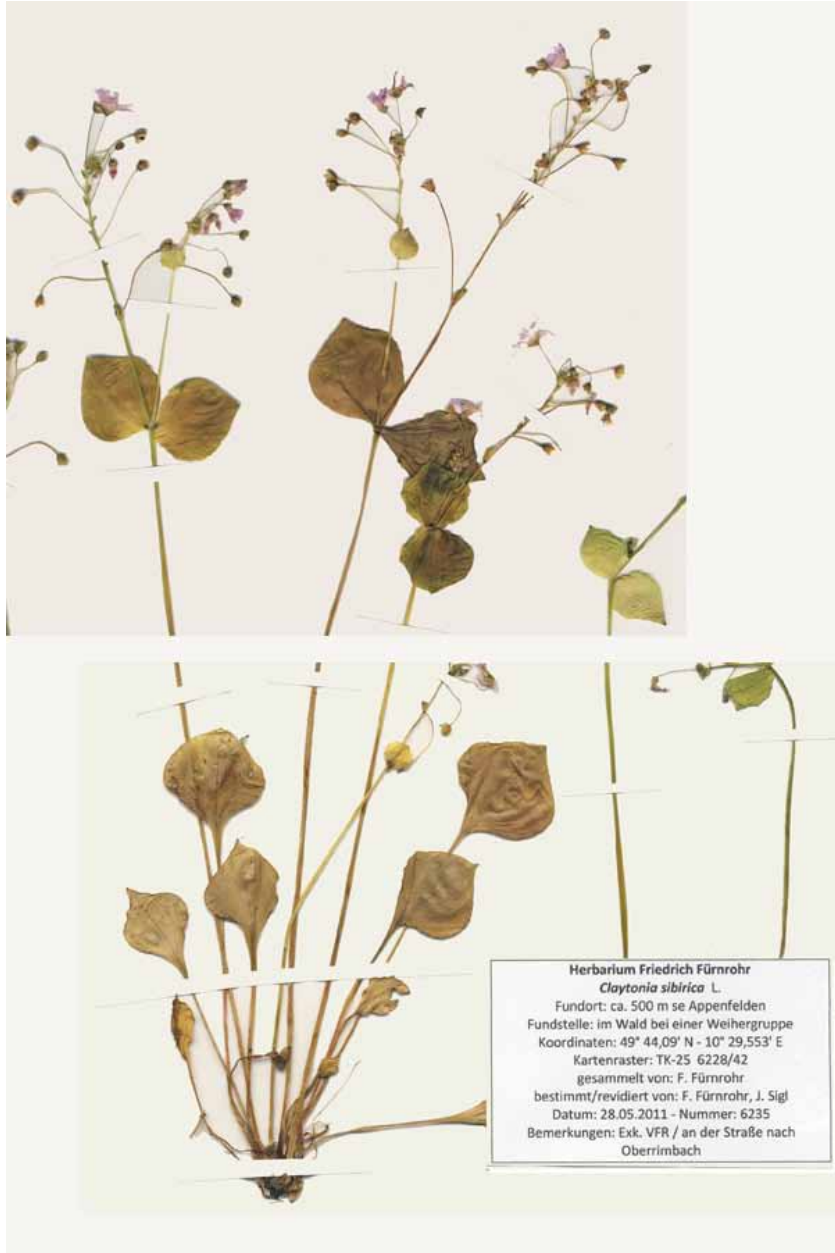 Herbarium Friedrich Fürnrohr
Claytonia sibirica L.
Fundort: ca. 500 m se Appenfelden
Fundstelle: im Wald bei einer Weihergruppe
Koordinaten: 49° 44,09' N - 10° 29,553' E
Kartenraster: TK-25 6228/42
gesammelt von: F. Fürnrohr
bestimmt/revidiert von: F. Fürnrohr, J. Sigl
Datum: 28.05.2011 - Nummer: 6235
Bemerkungen: Exk. VFR / an der Straße nach
Oberrimbach